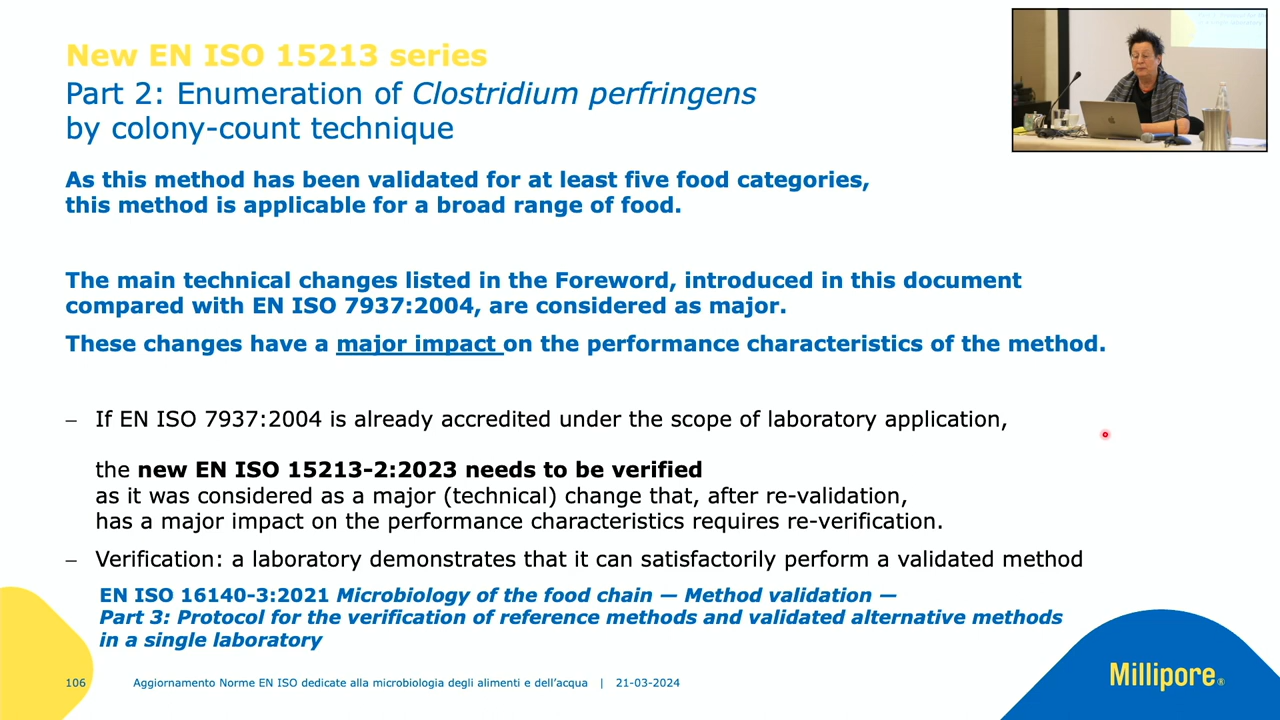 New EN ISO 15213 series
Part 2: Enumeration of Clostridium perfringens
by colony-count technique
As this method has been validated for at least five food categories,
this method is applicable for a broad range of food.
The main technical changes listed in the Foreword, introduced in this document
compared with EN ISO 7937:2004, are considered as major.
These changes have a major impact on the performance characteristics of the method.
– If EN ISO 7937:2004 is already accredited under the scope of laboratory application,
the new EN ISO 15213-2:2023 needs to be verified
as it was considered as a major (technical) change that, after re-validation,
has a major impact on the performance characteristics requires re-verification.
– Verification: a laboratory demonstrates that it can satisfactorily perform a validated method
EN ISO 16140-3:2021 Microbiology of the food chain — Method validation —
Part 3: Protocol for the verification of reference methods and validated alternative methods
in a single laboratory
106 Aggiornamento Norme EN ISO dedicate alla microbiologia degli alimenti e dell'acqua | 21-03-2024
Millipore®